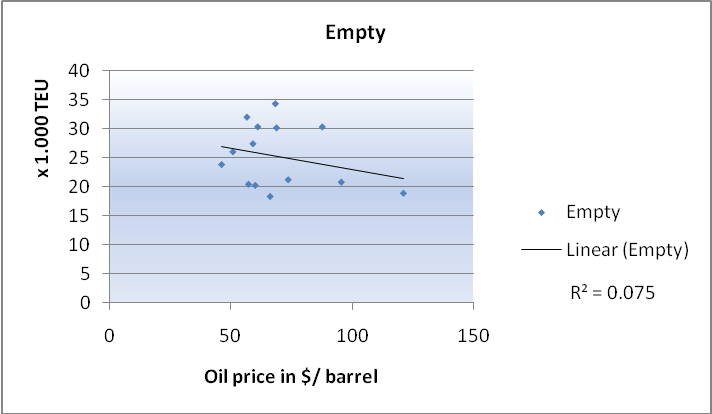 Empty
x 1.000 TEU
40
35
30
25
20
15
10
5
0
0 50 100 150
Oil price in $/ barrel
Empty
Linear (Empty)
R² = 0.075